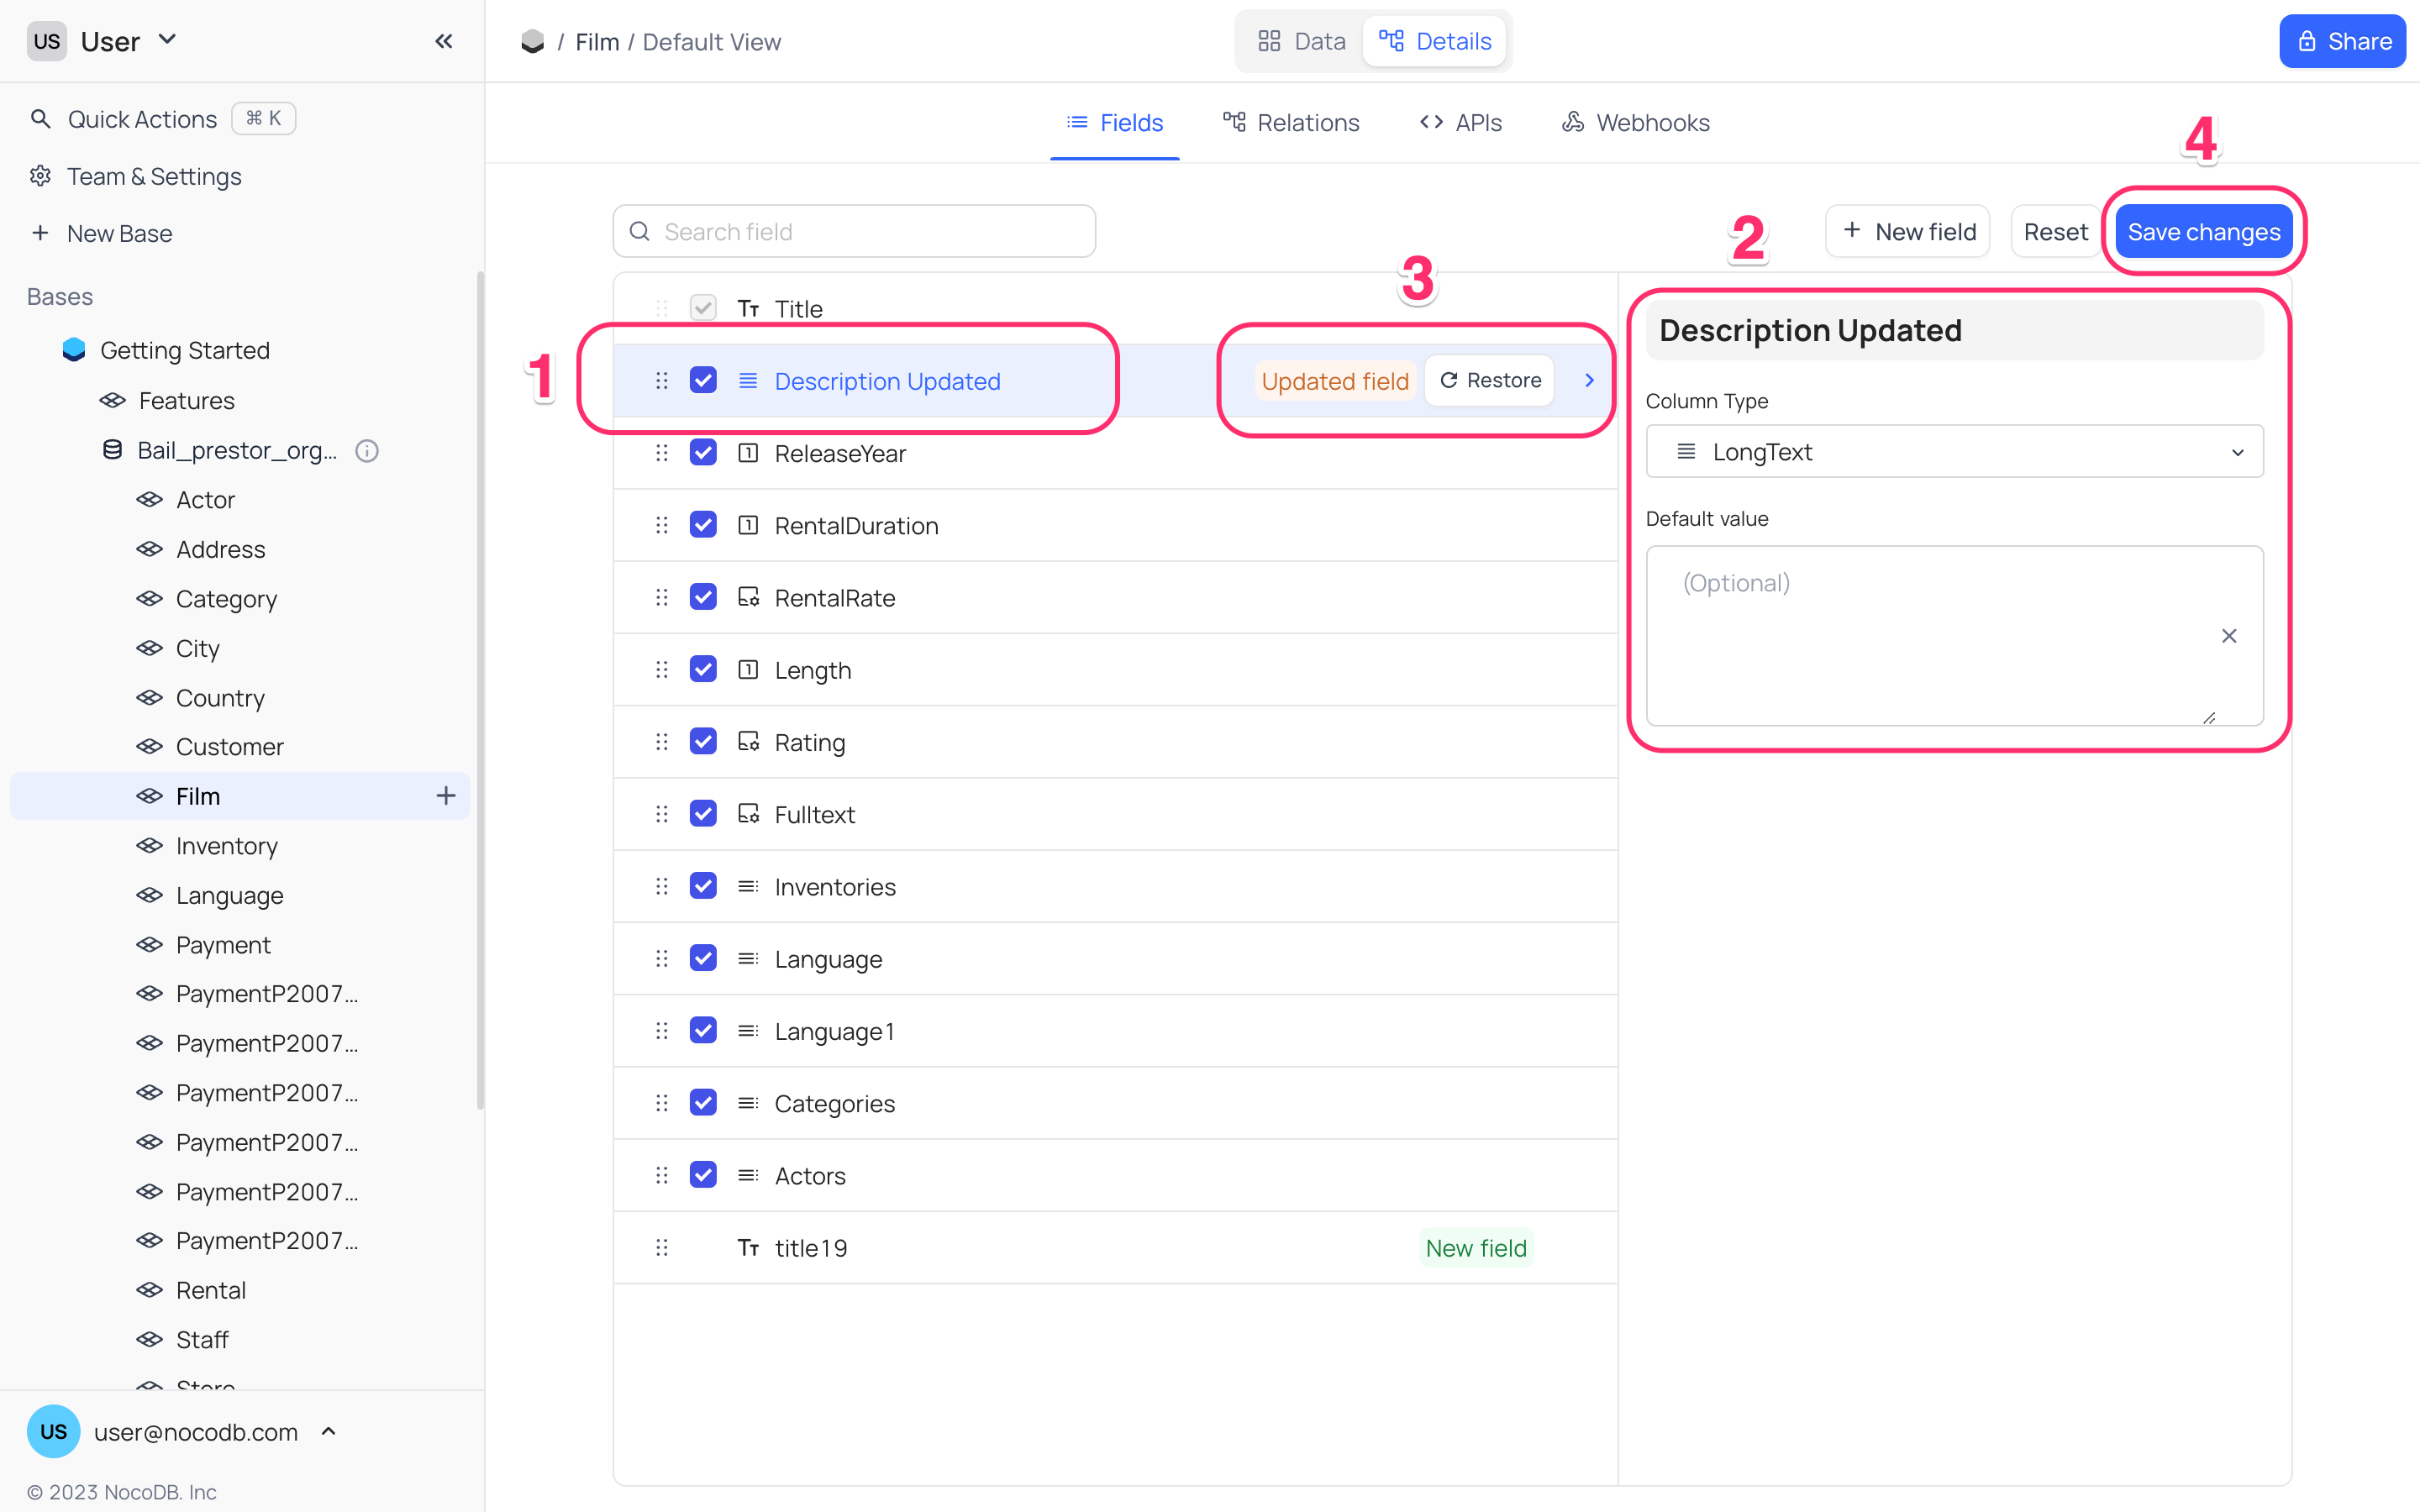 US User
/ Film / Default View
Data
Details
Share
Quick Actions ⌘ K
Team & Settings
New Base
Bases
Getting Started
Features
Bail_prestor_org...
Actor
Address
Category
City
Country
Customer
Film
Inventory
Language
Payment
PaymentP2007...
PaymentP2007...
PaymentP2007...
PaymentP2007...
PaymentP2007...
PaymentP2007...
Rental
Staff
Store
US user@nocodb.com
© 2023 NocoDB. Inc
Fields
Relations
APIs
Webhooks
4
Search field
2
+ New field
Reset
Save changes
3
Title
1
Description Updated
Updated field
Restore
ReleaseYear
RentalDuration
RentalRate
Length
Rating
Fulltext
Inventories
Language
Language1
Categories
Actors
title19
New field
Description Updated
Column Type
LongText
Default value
(Optional)